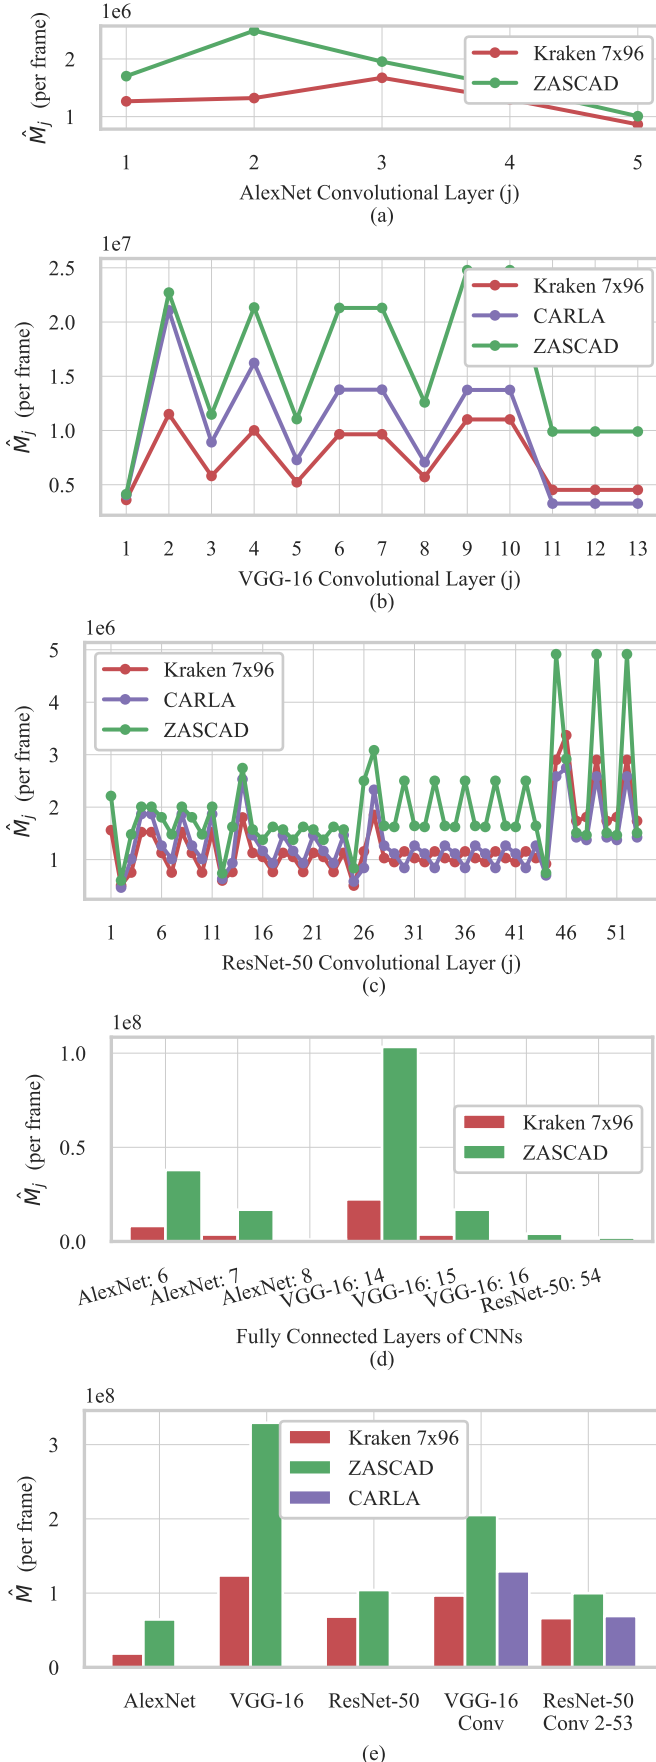 1e6
2
1
M̂j (per frame)
Kraken 7x96
ZASCAD
1 2 3 4 5
AlexNet Convolutional Layer (j)
(a)
1e7
2.5
2.0
1.5
1.0
0.5
M̂j (per frame)
Kraken 7x96
CARLA
ZASCAD
1 2 3 4 5 6 7 8 9 10 11 12 13
VGG-16 Convolutional Layer (j)
(b)
1e6
5
4
3
2
1
M̂j (per frame)
Kraken 7x96
CARLA
ZASCAD
1 6 11 16 21 26 31 36 41 46 51
ResNet-50 Convolutional Layer (j)
(c)
1e8
1.0
0.5
0.0
M̂j (per frame)
Kraken 7x96
ZASCAD
AlexNet: 6
AlexNet: 7
AlexNet: 8
VGG-16: 14
VGG-16: 15
VGG-16: 16
ResNet-50: 54
Fully Connected Layers of CNNs
(d)
1e8
3
2
1
0
M̂ (per frame)
Kraken 7x96
ZASCAD
CARLA
AlexNet VGG-16 ResNet-50 VGG-16 ResNet-50
Conv Conv 2-53
(e)